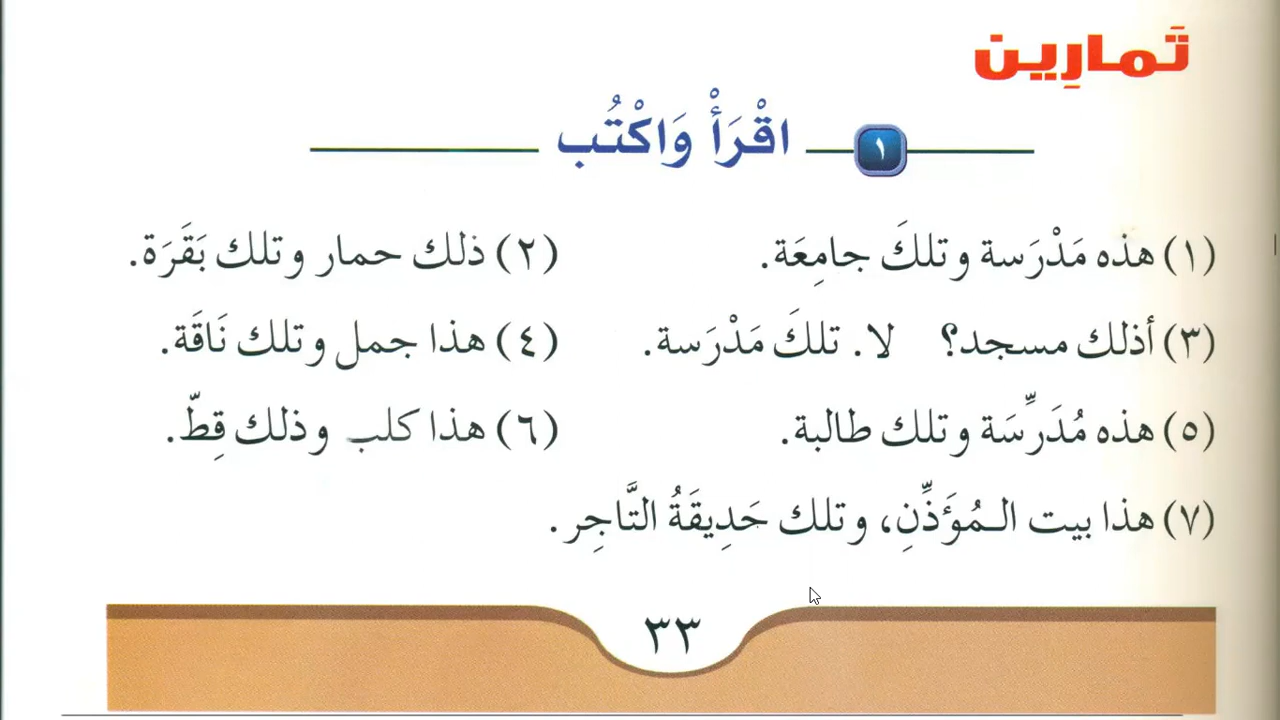 تَمارِين
١ اقْرَأْ وَاكْتُب
(١) هذه مَدْرَسة وتلكَ جامِعَة. (٢) ذلك حمار وتلك بَقَرَة.
(٣) أذلك مسجد؟ لا. تلكَ مَدْرَسة. (٤) هذا جمل وتلك نَاقَة.
(٥) هذه مُدَرِّسَة وتلك طالبة. (٦) هذا كلب وذلك قِطّ.
(٧) هذا بيت الـمُؤَذِّنِ، وتلك حَدِيقَةُ التَّاجِر.
٣٣